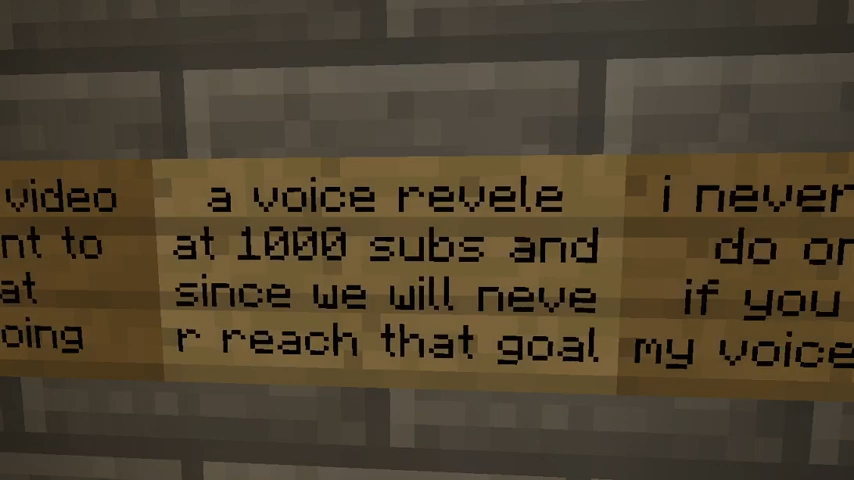 video
nt to
at
oing
a voice revele
at 1000 subs and
since we will neve
r reach that goal
i never
do or
if you
my voice